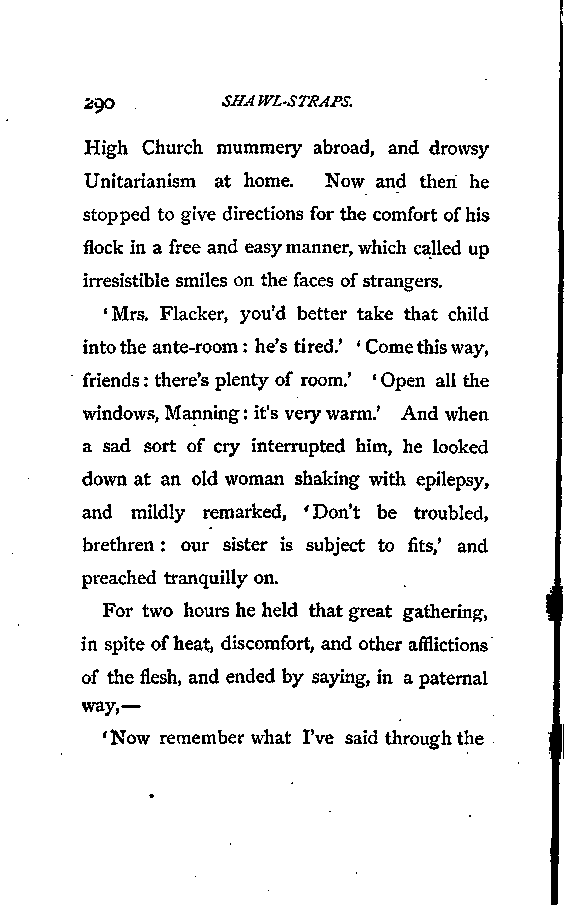 290 SHAWL-STRAPS.
High Church mummery abroad, and drowsy
Unitarianism at home. Now and then he
stopped to give directions for the comfort of his
flock in a free and easy manner, which called up
irresistible smiles on the faces of strangers.
‘Mrs. Flacker, you'd better take that child
into the ante-room : he's tired.’ ‘Come this way,
friends : there's plenty of room.’ ‘Open all the
windows, Manning : it's very warm.’ And when
a sad sort of cry interrupted him, he looked
down at an old woman shaking with epilepsy,
and mildly remarked, ‘Don't be troubled,
brethren : our sister is subject to fits,’ and
preached tranquilly on.
For two hours he held that great gathering,
in spite of heat, discomfort, and other afflictions
of the flesh, and ended by saying, in a paternal
way,—
‘Now remember what I've said through the